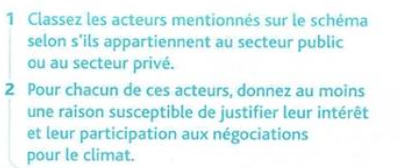 1 Classez les acteurs mentionnés sur le schéma
selon s'ils appartiennent au secteur public
ou au secteur privé.
2 Pour chacun de ces acteurs, donnez au moins
une raison susceptible de justifier leur intérêt
et leur participation aux négociations
pour le climat.